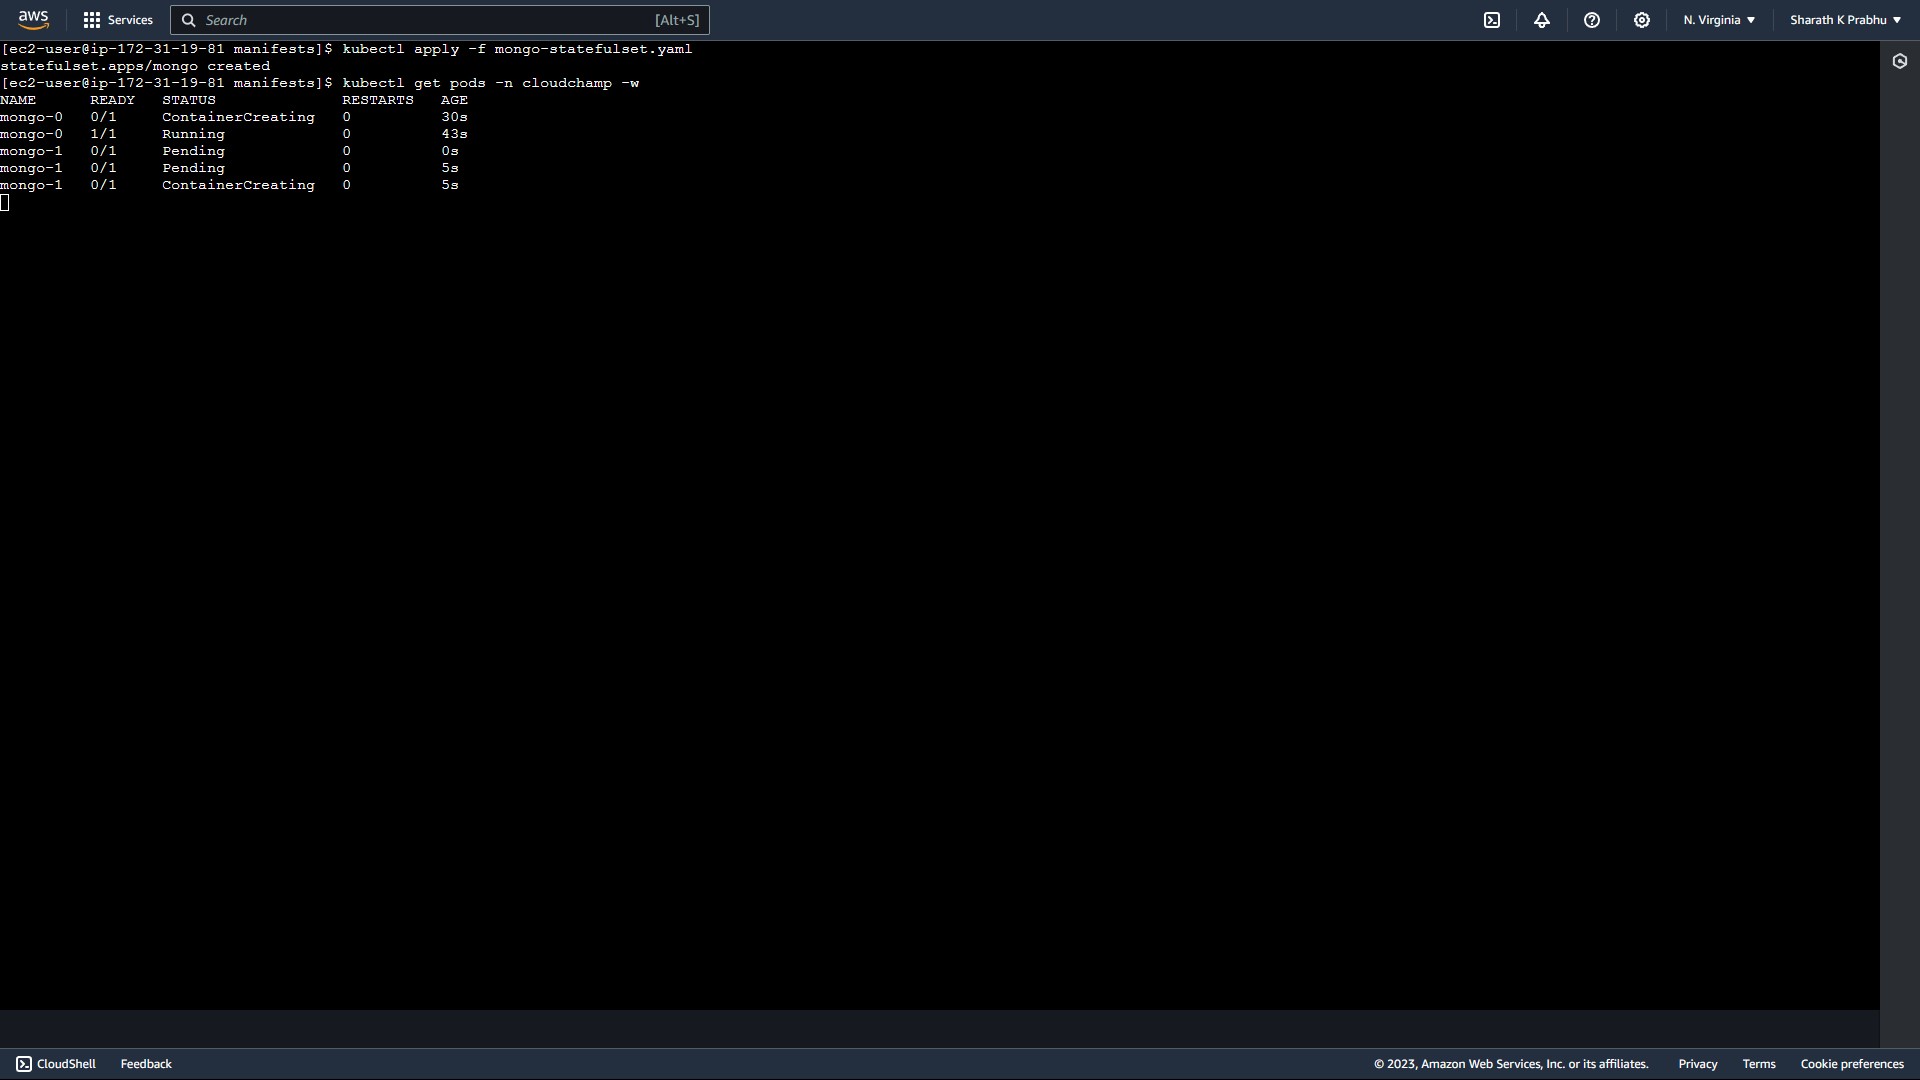 aws Services Search [Alt+S] N. Virginia ▼ Sharath K Prabhu ▼
[ec2-user@ip-172-31-19-81 manifests]$ kubectl apply -f mongo-statefulset.yaml
statefulset.apps/mongo created
[ec2-user@ip-172-31-19-81 manifests]$ kubectl get pods -n cloudchamp -w
NAME READY STATUS RESTARTS AGE
mongo-0 0/1 ContainerCreating 0 30s
mongo-0 1/1 Running 0 43s
mongo-1 0/1 Pending 0 0s
mongo-1 0/1 Pending 0 5s
mongo-1 0/1 ContainerCreating 0 5s
CloudShell Feedback © 2023, Amazon Web Services, Inc. or its affiliates. Privacy Terms Cookie preferences